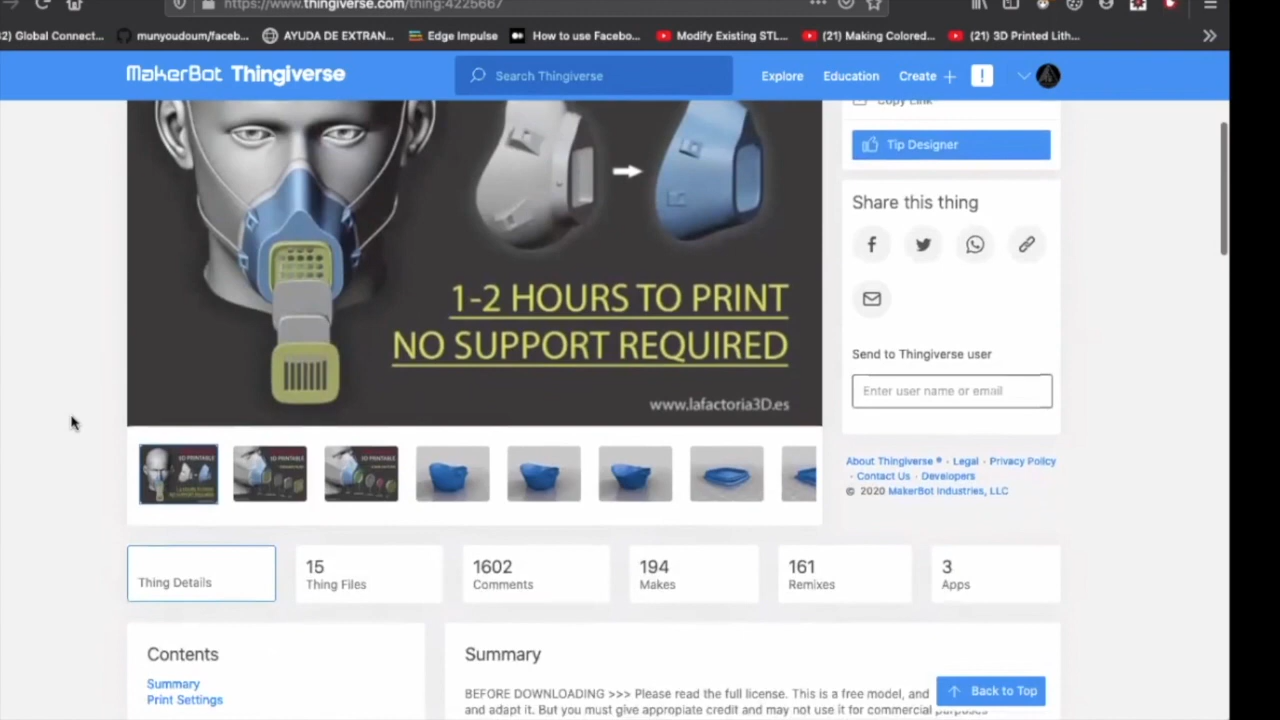 https://www.thingiverse.com/thing:4225667
2) Global Connect...
munyoudoum/faceb...
AYUDA DE EXTRAN...
Edge Impulse
How to use Facebo...
Modify Existing STL...
(21) Making Colored...
(21) 3D Printed Lith...
MakerBot Thingiverse
Search Thingiverse
Explore
Education
Create
Copy Link
Tip Designer
1-2 HOURS TO PRINT
NO SUPPORT REQUIRED
www.lafactoria3D.es
Share this thing
Send to Thingiverse user
Enter user name or email
About Thingiverse ® · Legal · Privacy Policy
· Contact Us · Developers
© 2020 MakerBot Industries, LLC
Thing Details
15
Thing Files
1602
Comments
194
Makes
161
Remixes
3
Apps
Contents
Summary
Print Settings
Summary
BEFORE DOWNLOADING >>> Please read the full license. This is a free model, and
and adapt it. But you must give appropiate credit and may not use it for commercial purposes
Back to Top